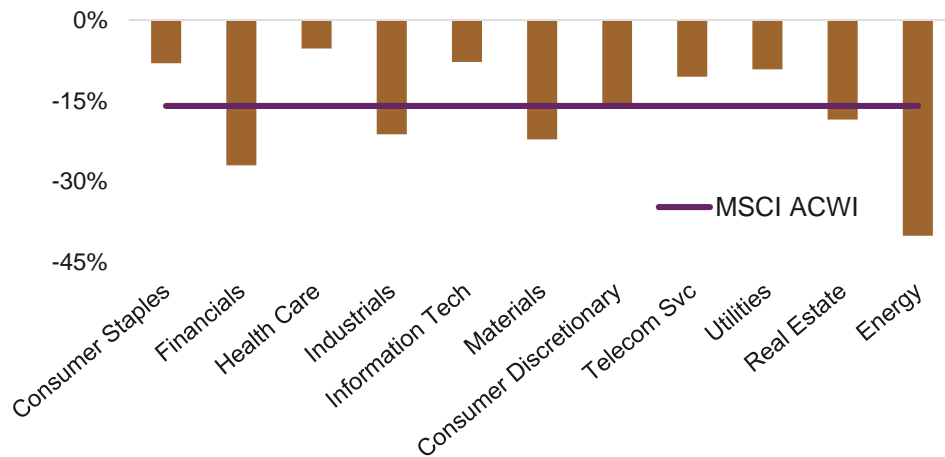 0%
-15%
-30%
-45%
MSCI ACWI
Consumer Staples
Financials
Health Care
Industrials
Information Tech
Materials
Consumer Discretionary
Telecom Svc
Utilities
Real Estate
Energy